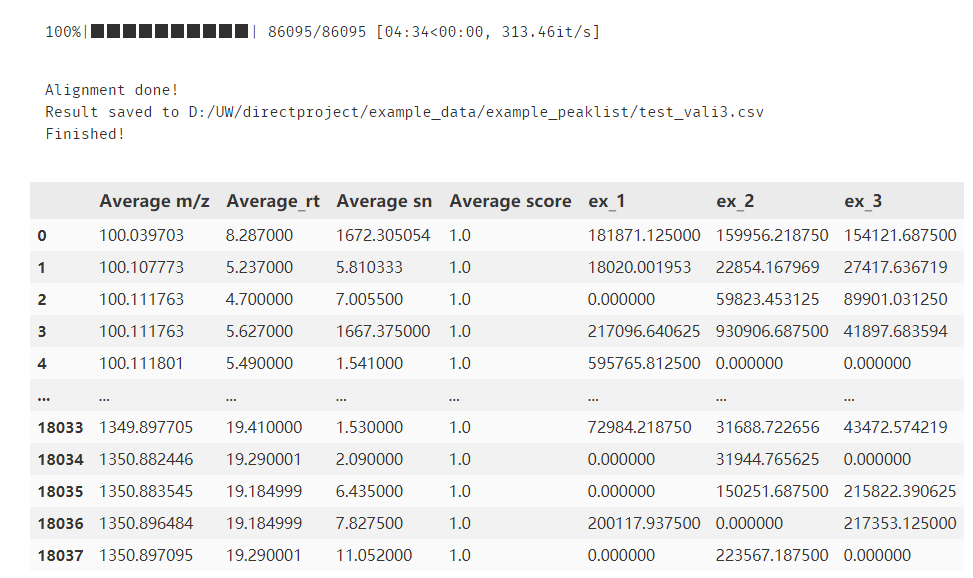 100%|██████████| 86095/86095 [04:34<00:00, 313.46it/s]
Alignment done!
Result saved to D:/UW/directproject/example_data/example_peaklist/test_vali3.csv
Finished!
Average m/z Average_rt Average sn Average score ex_1 ex_2 ex_3
0 100.039703 8.287000 1672.305054 1.0 181871.125000 159956.218750 154121.687500
1 100.107773 5.237000 5.810333 1.0 18020.001953 22854.167969 27417.636719
2 100.111763 4.700000 7.005500 1.0 0.000000 59823.453125 89901.031250
3 100.111763 5.627000 1667.375000 1.0 217096.640625 930906.687500 41897.683594
4 100.111801 5.490000 1.541000 1.0 595765.812500 0.000000 0.000000
... ... ... ... ... ... ... ...
18033 1349.897705 19.410000 1.530000 1.0 72984.218750 31688.722656 43472.574219
18034 1350.882446 19.290001 2.090000 1.0 0.000000 31944.765625 0.000000
18035 1350.883545 19.184999 6.435000 1.0 0.000000 150251.687500 215822.390625
18036 1350.896484 19.184999 7.827500 1.0 200117.937500 0.000000 217353.125000
18037 1350.897095 19.290001 11.052000 1.0 0.000000 223567.187500 0.000000